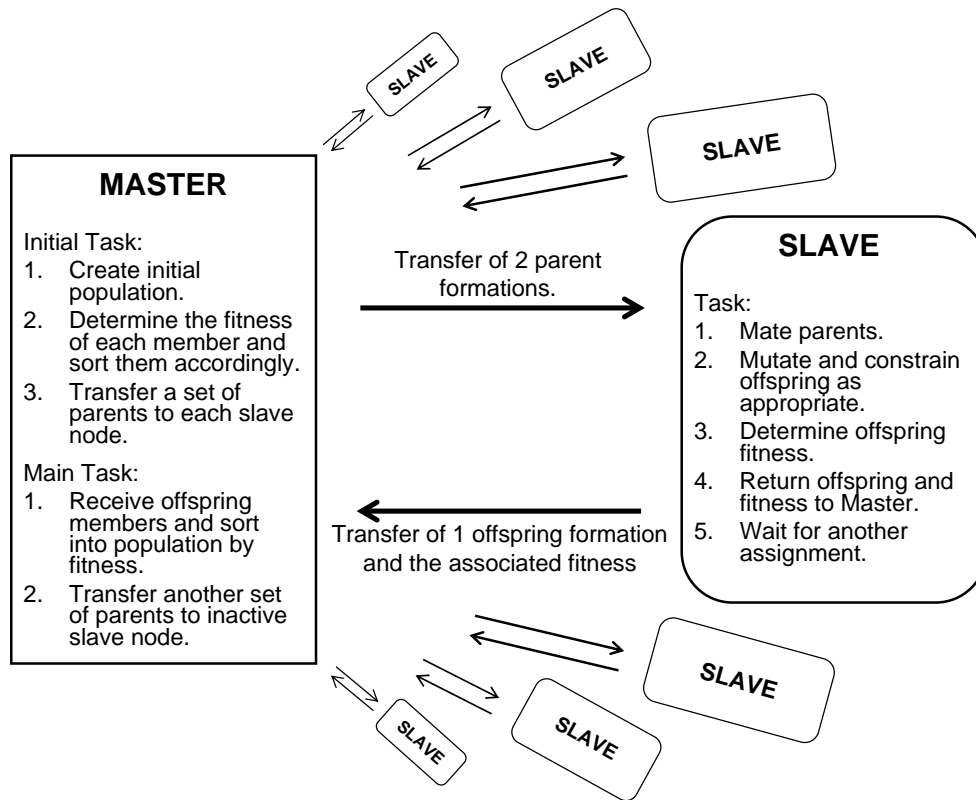 SLAVE
SLAVE
SLAVE
MASTER
Initial Task:
1. Create initial
population.
2. Determine the fitness
of each member and
sort them accordingly.
3. Transfer a set of
parents to each slave
node.
Main Task:
1. Receive offspring
members and sort
into population by
fitness.
2. Transfer another set
of parents to inactive
slave node.
Transfer of 2 parent
formations.
Transfer of 1 offspring formation
and the associated fitness
SLAVE
Task:
1. Mate parents.
2. Mutate and constrain
offspring as
appropriate.
3. Determine offspring
fitness.
4. Return offspring and
fitness to Master.
5. Wait for another
assignment.
SLAVE
SLAVE
SLAVE